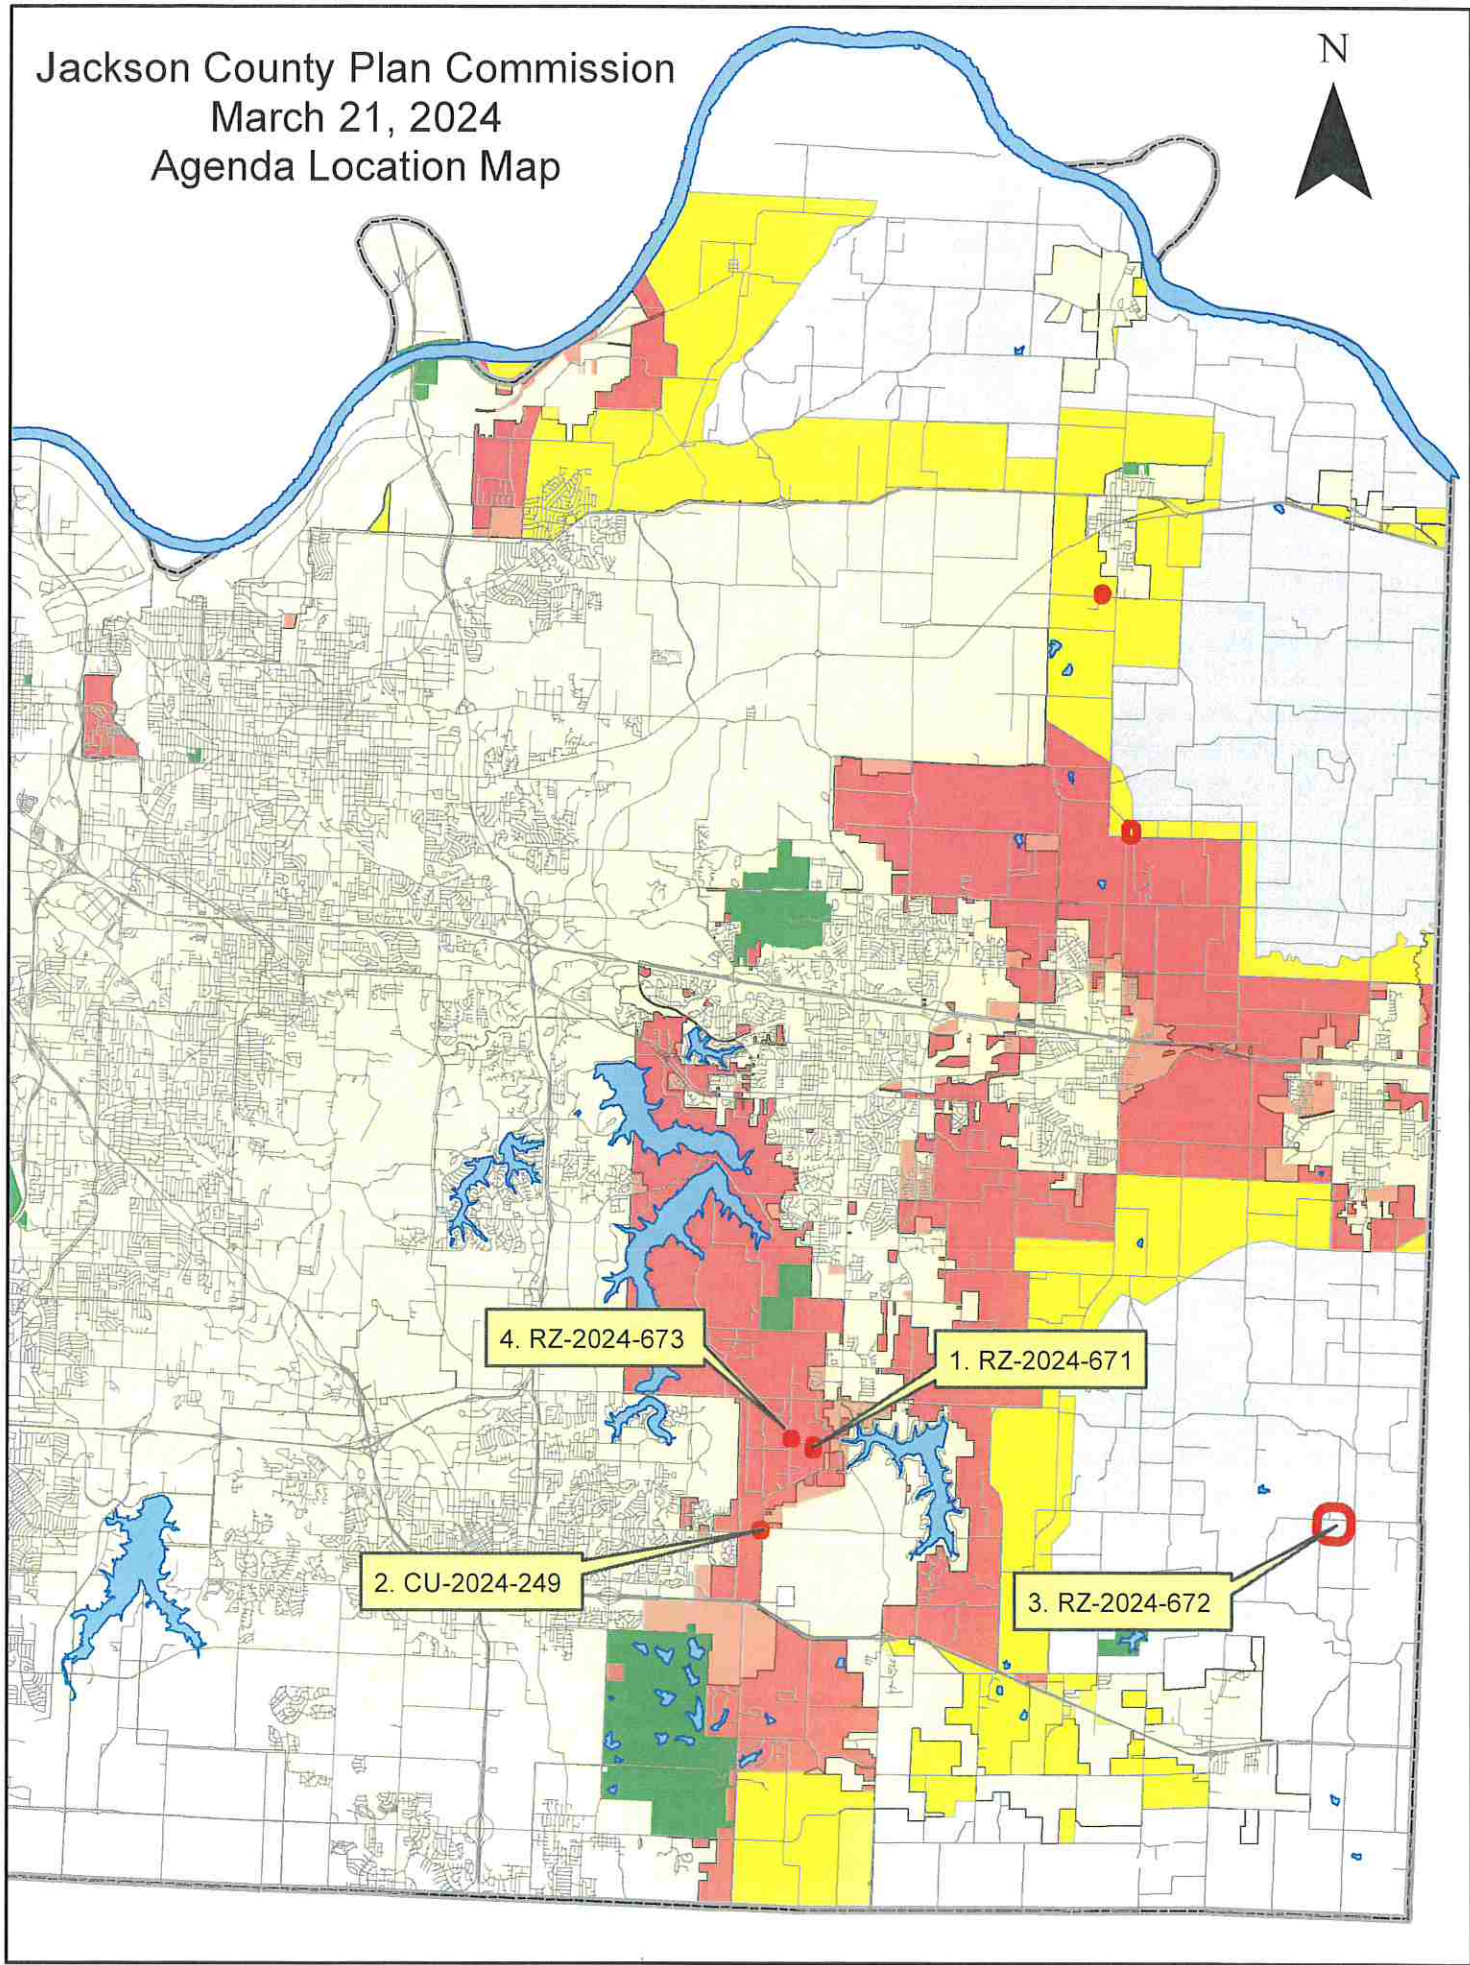 Jackson County Plan Commission
March 21, 2024
Agenda Location Map
N
4. RZ-2024-673
1. RZ-2024-671
2. CU-2024-249
3. RZ-2024-672